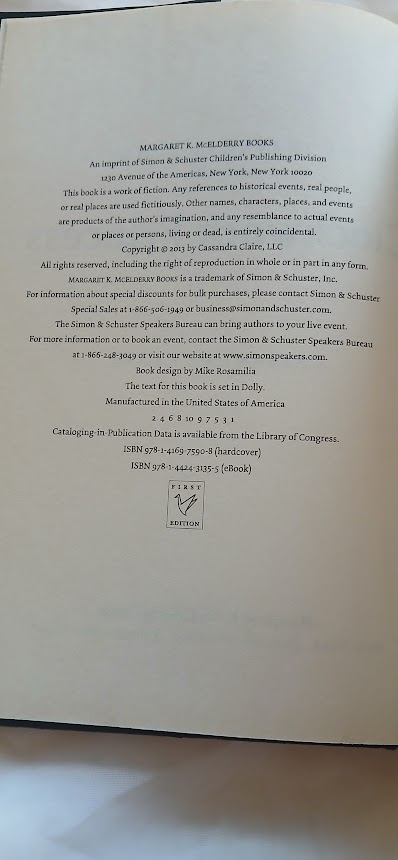 MARGARET K. McELDERRY BOOKS
An imprint of Simon & Schuster Children's Publishing Division
1230 Avenue of the Americas, New York, New York 10020
This book is a work of fiction. Any references to historical events, real people,
or real places are used fictitiously. Other names, characters, places, and events
are products of the author's imagination, and any resemblance to actual events
or places or persons, living or dead, is entirely coincidental.
Copyright © 2013 by Cassandra Claire, LLC
All rights reserved, including the right of reproduction in whole or in part in any form.
MARGARET K. MCELDERRY BOOKS is a trademark of Simon & Schuster, Inc.
For information about special discounts for bulk purchases, please contact Simon & Schuster
Special Sales at 1-866-506-1949 or business@simonandschuster.com.
The Simon & Schuster Speakers Bureau can bring authors to your live event.
For more information or to book an event, contact the Simon & Schuster Speakers Bureau
at 1-866-248-3049 or visit our website at www.simonspeakers.com.
Book design by Mike Rosamilia
The text for this book is set in Dolly.
Manufactured in the United States of America
2 4 6 8 10 9 7 5 3 1
Cataloging-in-Publication Data is available from the Library of Congress.
ISBN 978-1-4169-7590-8 (hardcover)
ISBN 978-1-4424-3135-5 (eBook)
FIRST
EDITION